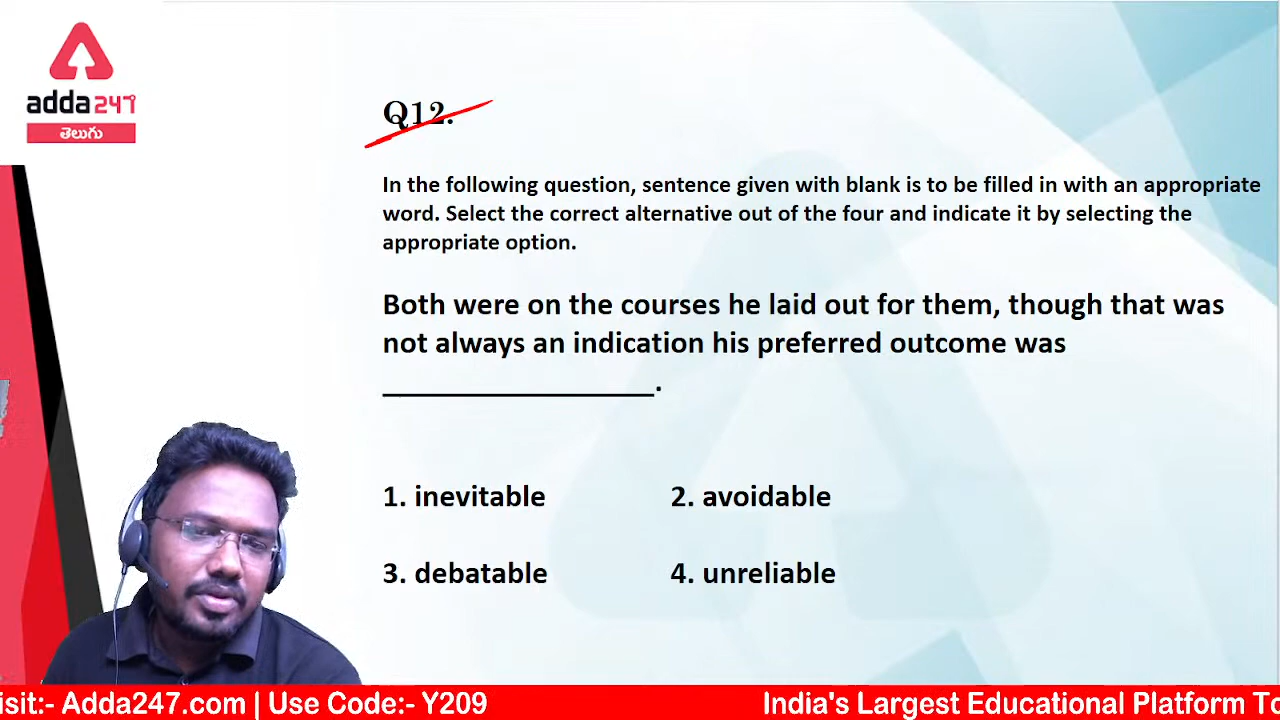 adda247
తెలుగు
Q12.
In the following question, sentence given with blank is to be filled in with an appropriate
word. Select the correct alternative out of the four and indicate it by selecting the
appropriate option.
Both were on the courses he laid out for them, though that was
not always an indication his preferred outcome was
____________________.
1. inevitable 2. avoidable
3. debatable 4. unreliable
isit:- Adda247.com | Use Code:- Y209 India's Largest Educational Platform To